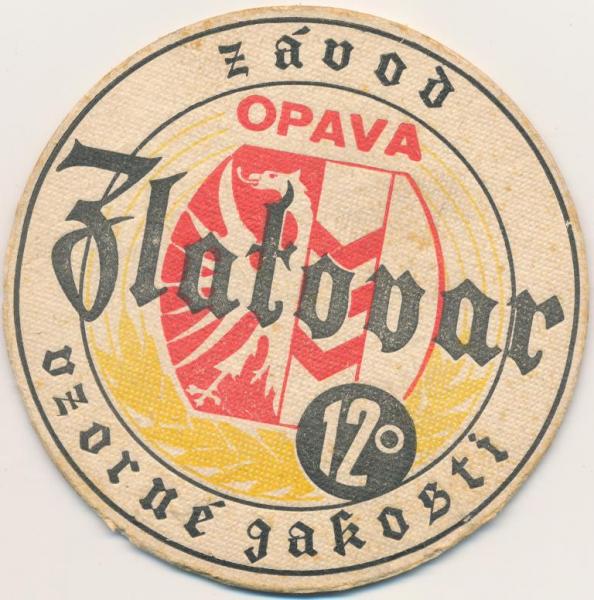 závod
OPAVA
Zlatovar
12°
vzorné jakosti